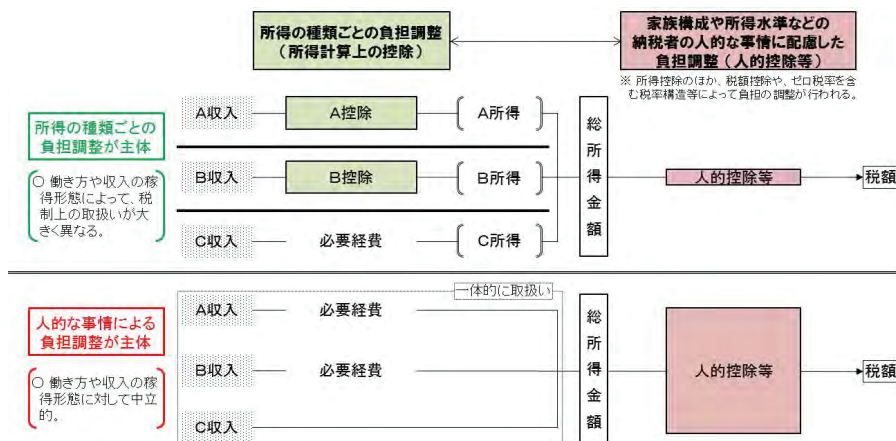 所得の種類ごとの負担調整
（所得計算上の控除）
家族構成や所得水準などの
納税者の人的な事情に配慮した
負担調整（人的控除等）
※ 所得控除のほか、税額控除や、ゼロ税率を含
む税率構造等によって負担の調整が行われる。
所得の種類ごとの
負担調整が主体
○ 働き方や収入の稼
得形態によって、税
制上の取扱いが大
きく異なる。
A収入
A控除
A所得
B収入
B控除
B所得
C収入
必要経費
C所得
総所得金額
人的控除等
税額
人的な事情による
負担調整が主体
○ 働き方や収入の稼
得形態に対して中立
的。
一体的に取扱い
A収入
必要経費
B収入
必要経費
C収入
総所得金額
人的控除等
税額